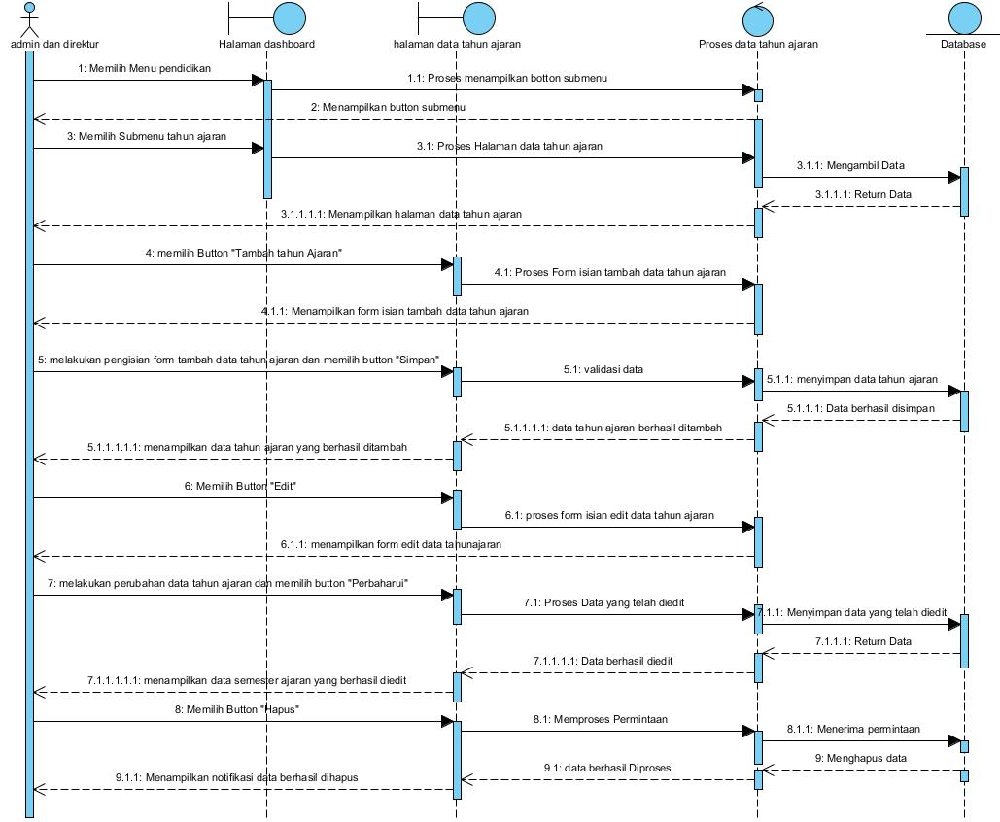 admin dan direktur
Halaman dashboard
halaman data tahun ajaran
Proses data tahun ajaran
Database
1: Memilih Menu pendidikan
1.1: Proses menampilkan botton submenu
2: Menampilkan button submenu
3: Memilih Submenu tahun ajaran
3.1: Proses Halaman data tahun ajaran
3.1.1: Mengambil Data
3.1.1.1: Return Data
3.1.1.1.1: Menampilkan halaman data tahun ajaran
4: memilih Button "Tambah tahun Ajaran"
4.1: Proses Form isian tambah data tahun ajaran
4.1.1: Menampilkan form isian tambah data tahun ajaran
5: melakukan pengisian form tambah data tahun ajaran dan memilih button "Simpan"
5.1: validasi data
5.1.1: menyimpan data tahun ajaran
5.1.1.1: Data berhasil disimpan
5.1.1.1.1: data tahun ajaran berhasil ditambah
5.1.1.1.1.1: menampilkan data tahun ajaran yang berhasil ditambah
6: Memilih Button "Edit"
6.1: proses form isian edit data tahun ajaran
6.1.1: menampilkan form edit data tahunajaran
7: melakukan perubahan data tahun ajaran dan memilih button "Perbaharui"
7.1: Proses Data yang telah diedit
7.1.1: Menyimpan data yang telah diedit
7.1.1.1: Return Data
7.1.1.1.1: Data berhasil diedit
7.1.1.1.1.1: menampilkan data semester ajaran yang berhasil diedit
8: Memilih Button "Hapus"
8.1: Memproses Permintaan
8.1.1: Menerima permintaan
9: Menghapus data
9.1: data berhasil Diproses
9.1.1: Menampilkan notifikasi data berhasil dihapus